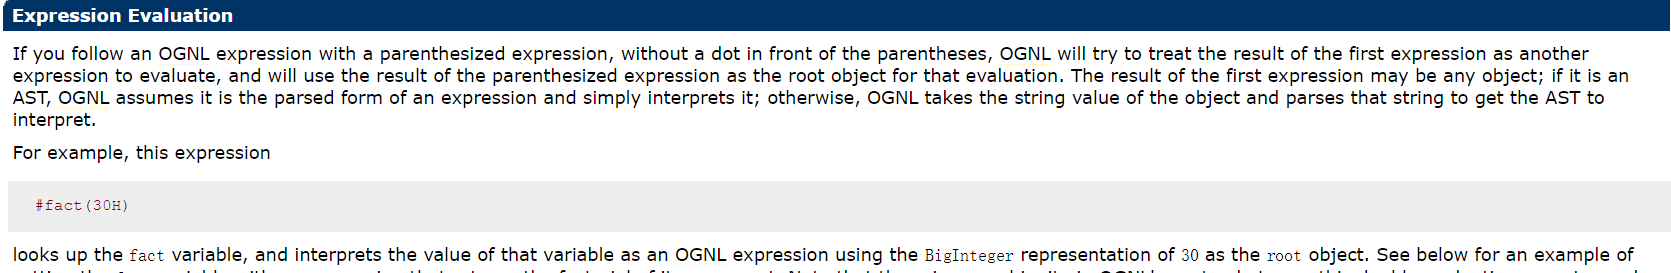 Expression Evaluation
If you follow an OGNL expression with a parenthesized expression, without a dot in front of the parentheses, OGNL will try to treat the result of the first expression as another
expression to evaluate, and will use the result of the parenthesized expression as the root object for that evaluation. The result of the first expression may be any object; if it is an
AST, OGNL assumes it is the parsed form of an expression and simply interprets it; otherwise, OGNL takes the string value of the object and parses that string to get the AST to
interpret.
For example, this expression
#fact(30H)
looks up the fact variable, and interprets the value of that variable as an OGNL expression using the BigInteger representation of 30 as the root object. See below for an example of